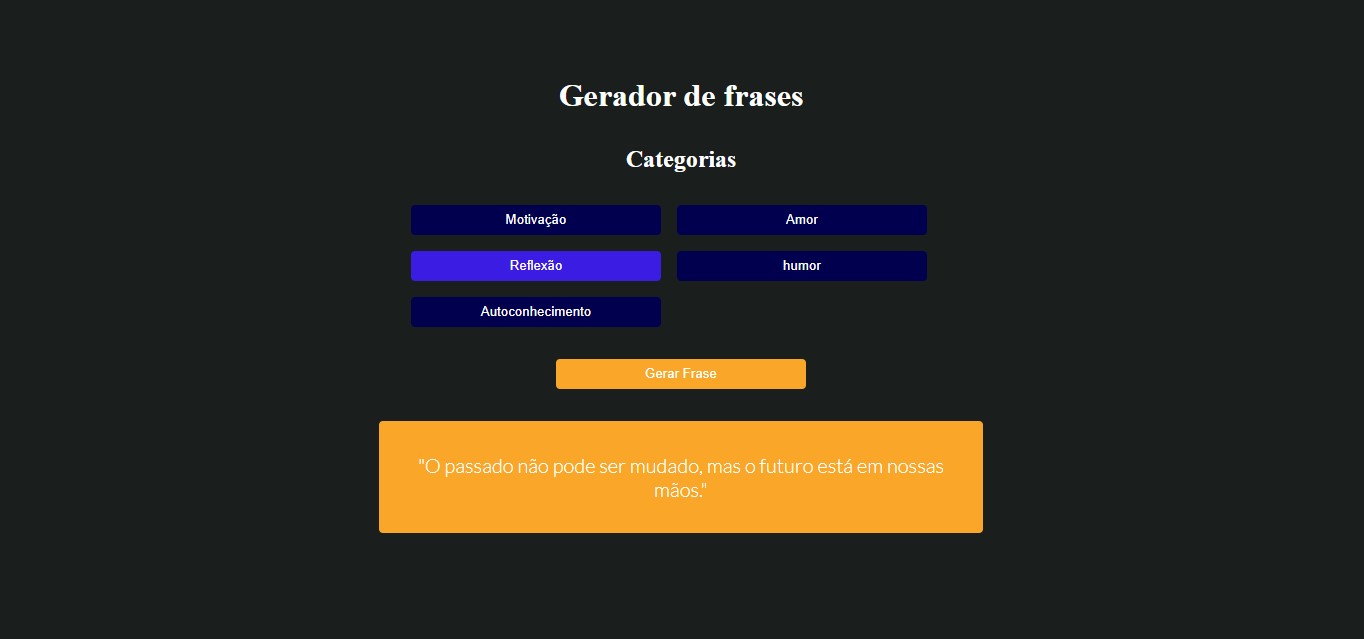 Gerador de frases
Categorias
Motivação
Amor
Reflexão
humor
Autoconhecimento
Gerar Frase
"O passado não pode ser mudado, mas o futuro está em nossas
mãos."